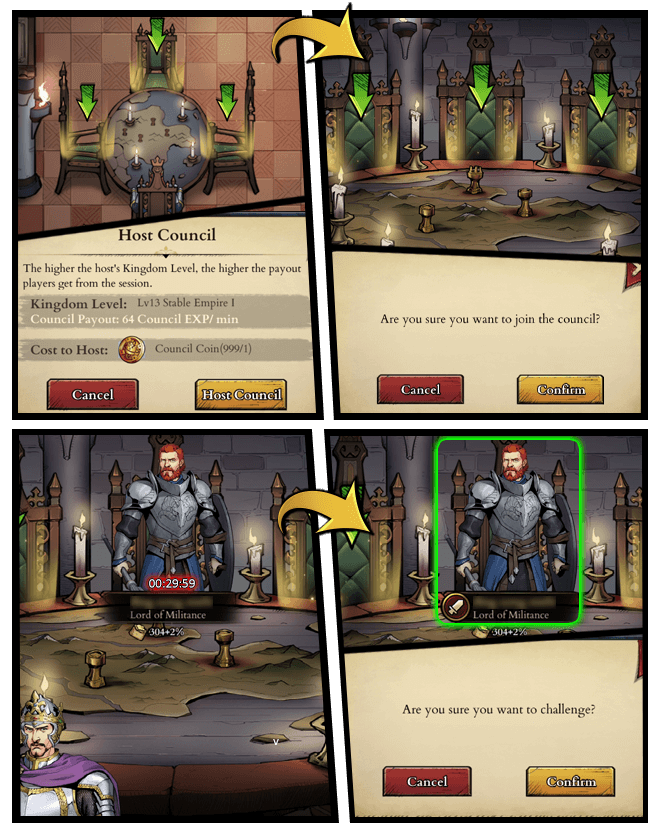 Host Council
The higher the host's Kingdom Level, the higher the payout
players get from the session.
Kingdom Level: Lv13 Stable Empire I
Council Payout: 64 Council EXP/ min
Cost to Host: Council Coin(999/1)
Cancel
Host Council
Are you sure you want to join the council?
Cancel
Confirm
00:29:59
Lord of Militance
304+2%
v
Lord of Militance
304+2%
Are you sure you want to challenge?
Cancel
Confirm